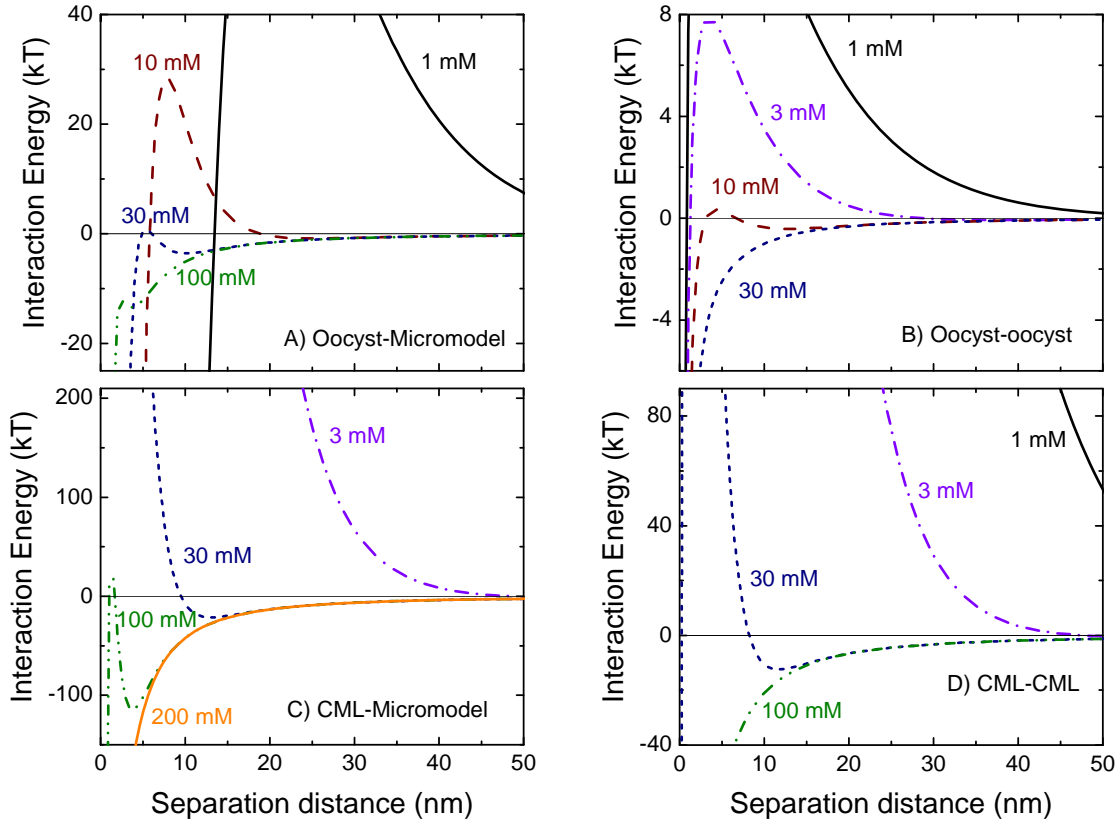 40
20
0
-20
Interaction Energy (kT)
10 mM
1 mM
30 mM
100 mM
A) Oocyst-Micromodel
8
4
0
-4
Interaction Energy (kT)
1 mM
3 mM
10 mM
30 mM
B) Oocyst-oocyst
200
100
0
-100
Interaction Energy (kT)
3 mM
30 mM
100 mM
200 mM
C) CML-Micromodel
0 10 20 30 40 50
Separation distance (nm)
80
40
0
-40
Interaction Energy (kT)
1 mM
3 mM
30 mM
100 mM
D) CML-CML
0 10 20 30 40 50
Separation distance (nm)